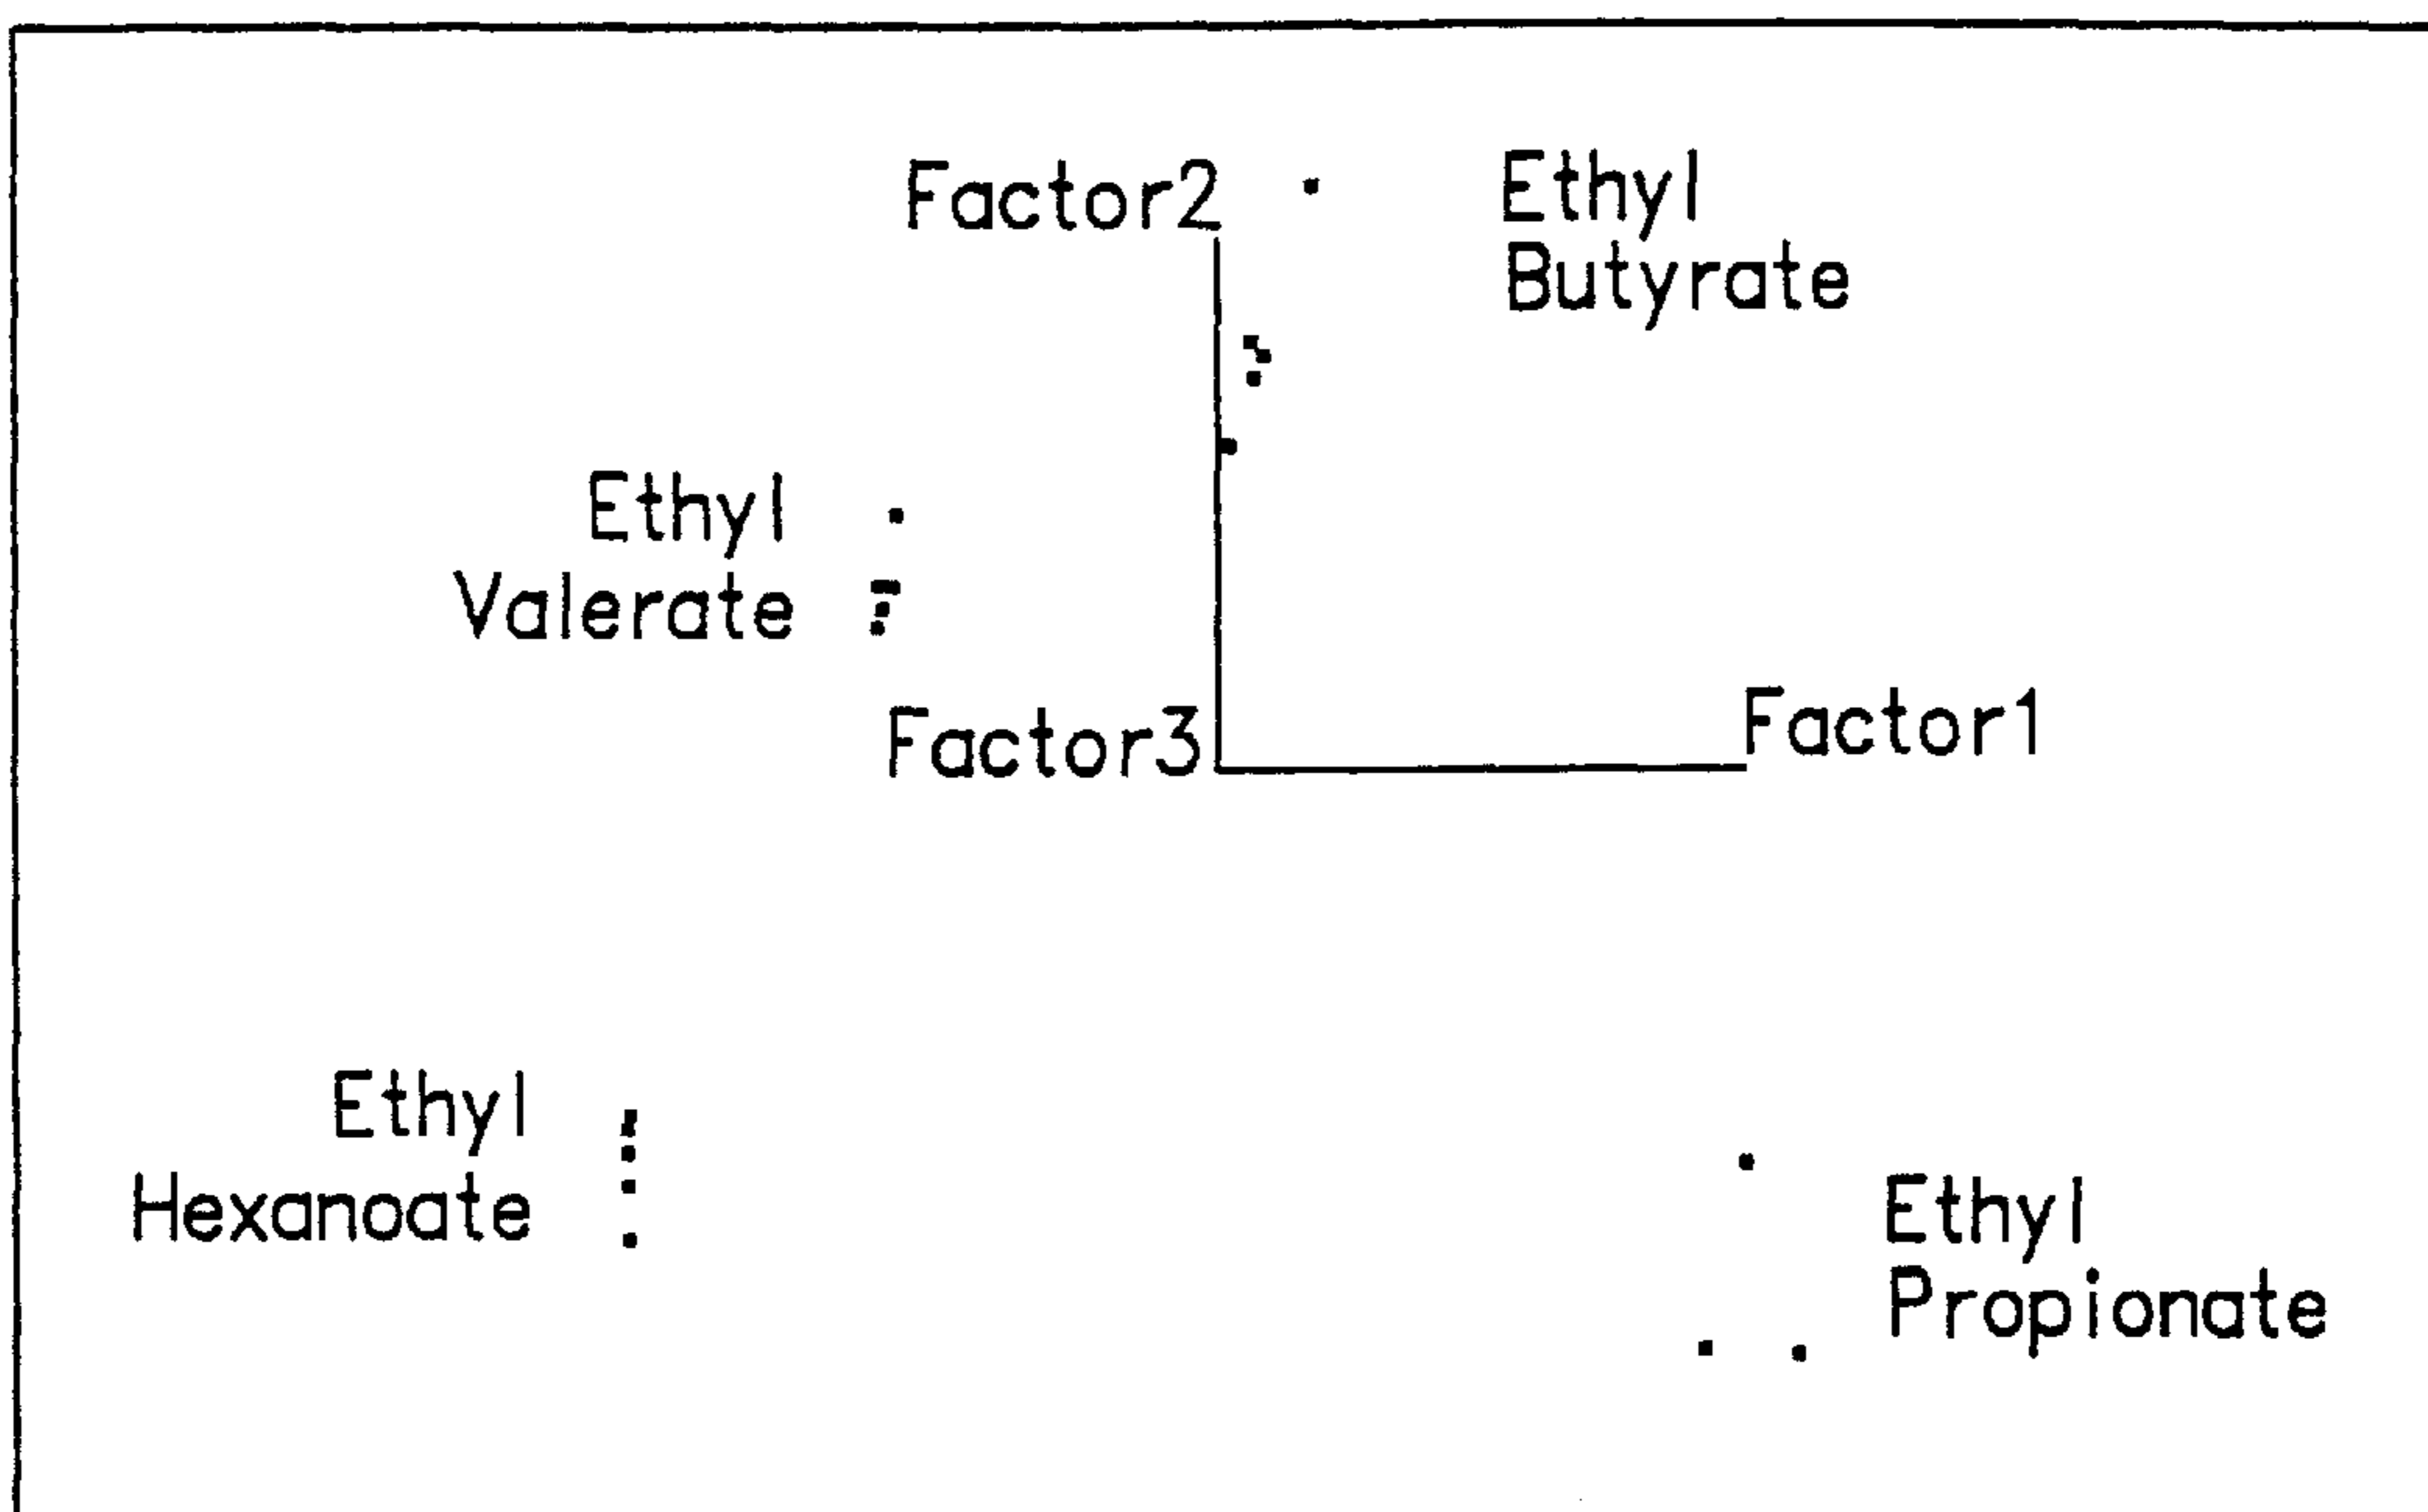 Factor2
Ethyl
Butyrate
Ethyl
Valerate
Factor3
Factor1
Ethyl
Hexanoate
Ethyl
Propionate